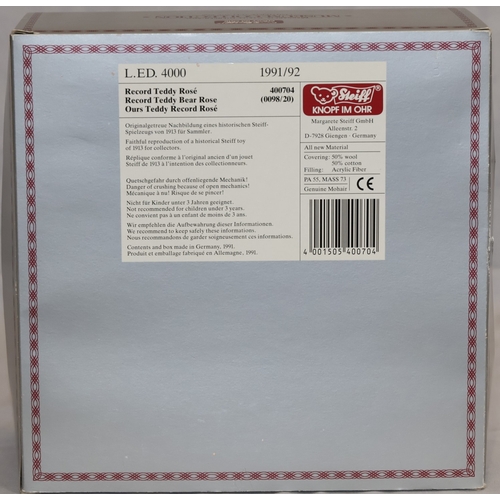 L.ED. 4000 1991/92
Record Teddy Rosé 400704
Record Teddy Bear Rose (0098/20)
Ours Teddy Record Rosé
Originalgetreue Nachbildung eines historischen Steiff-
Spielzeugs von 1913 für Sammler.
Faithful reproduction of a historical Steiff toy
of 1913 for collectors.
Réplique conforme à l'original ancien d'un jouet
Steiff de 1913 à l'intention des collectionneurs.
Quetschgefahr durch offenliegende Mechanik!
Danger of crushing because of open mechanics!
Mécanique à nu! Risque de se pincer!
Nicht für Kinder unter 3 Jahren geeignet.
Not recommended for children under 3 years.
Ne convient pas à un enfant de moins de 3 ans.
Wir empfehlen die Aufbewahrung dieser Informationen.
We recommend to keep safely these informations.
Nous recommandons de garder soigneusement ces informations.
Contents and box made in Germany, 1991.
Produit et emballage fabriqué en Allemagne, 1991.
Steiff®
KNOPF IM OHR
Margarete Steiff GmbH
Alleenstr. 2
D-7928 Giengen · Germany
All new Material
Covering: 50% wool
50% cotton
Filling: Acrylic Fiber
PA 55, MASS 73
Genuine Mohair
CE
4 001505 400704